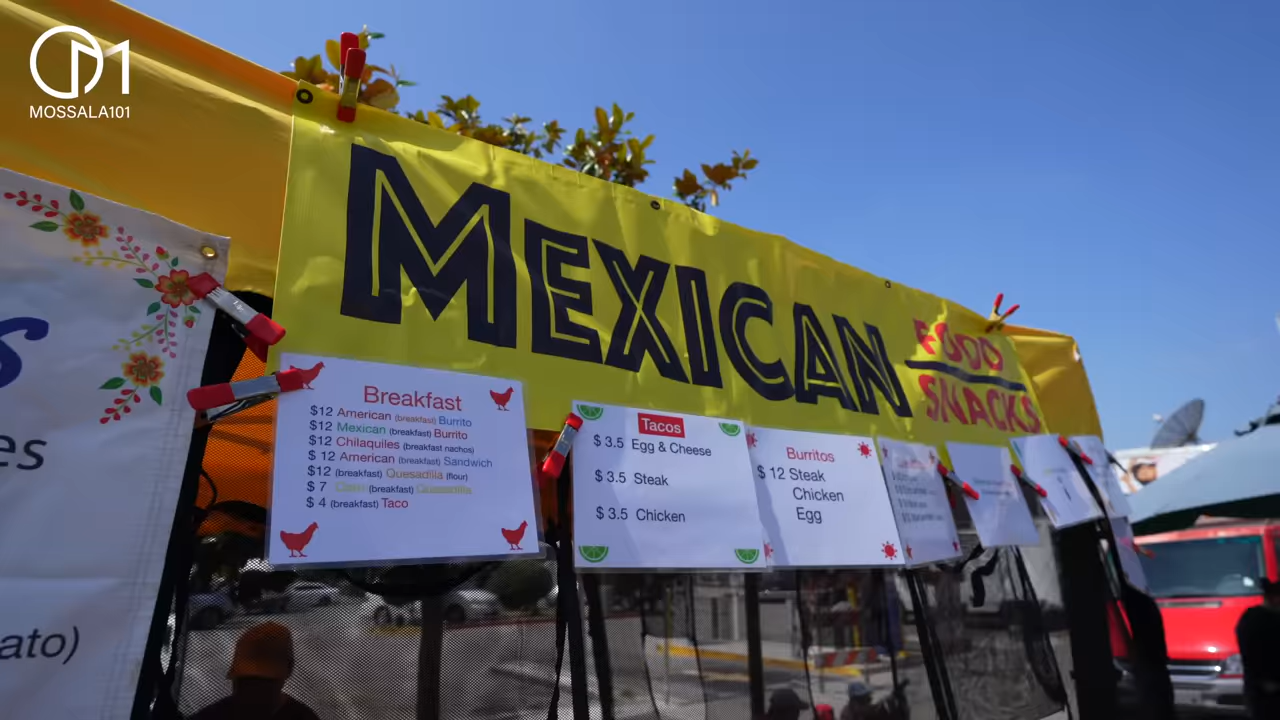 MOSSALA101
s
es
ato)
MEXICAN
FOOD
SNACKS
Breakfast
$12 American (breakfast) Burrito
$12 Mexican (breakfast) Burrito
$12 Chilaquiles (breakfast nachos)
$ 12 American (breakfast) Sandwich
$12 (breakfast) Quesadilla (flour)
$ 7 (breakfast) Quesadilla
$ 4 (breakfast) Taco
Tacos
$ 3.5 Egg & Cheese
$ 3.5 Steak
$ 3.5 Chicken
Burritos
$ 12 Steak
Chicken
Egg